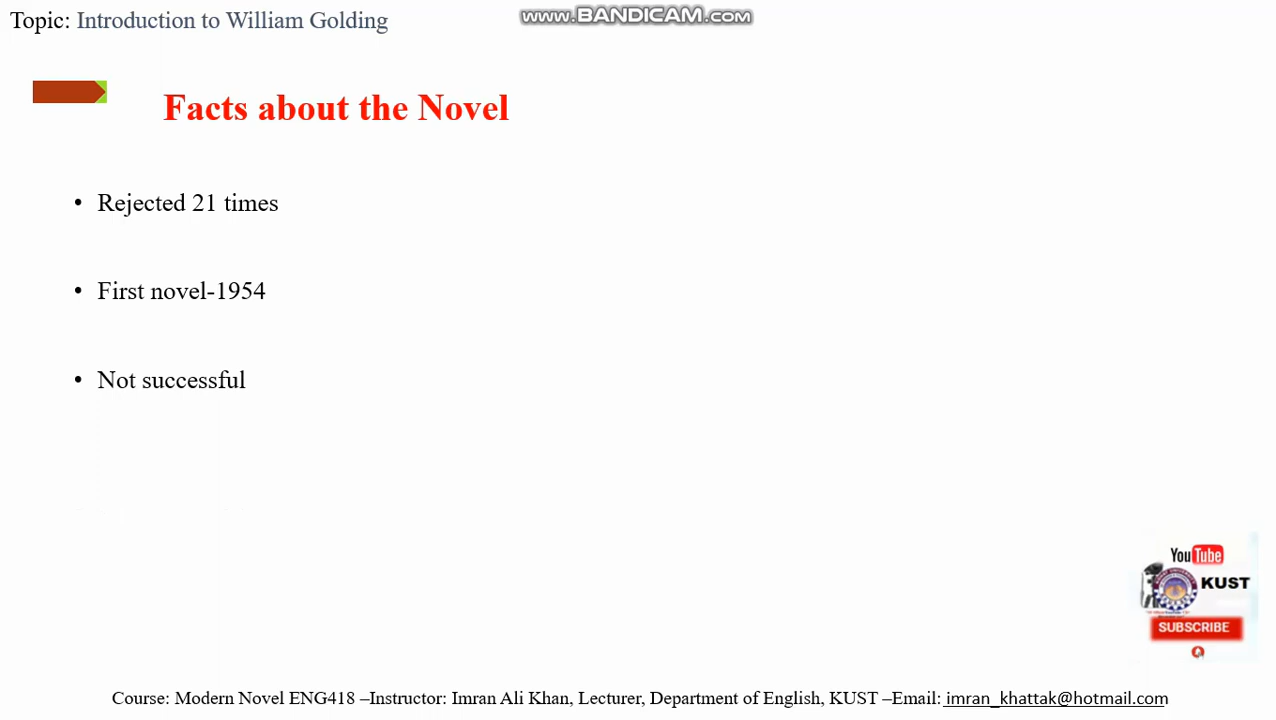 Topic: Introduction to William Golding
www.BANDICAM.com
Facts about the Novel
• Rejected 21 times
• First novel-1954
• Not successful
YouTube
KUST
SUBSCRIBE
Course: Modern Novel ENG418 –Instructor: Imran Ali Khan, Lecturer, Department of English, KUST –Email: imran_khattak@hotmail.com